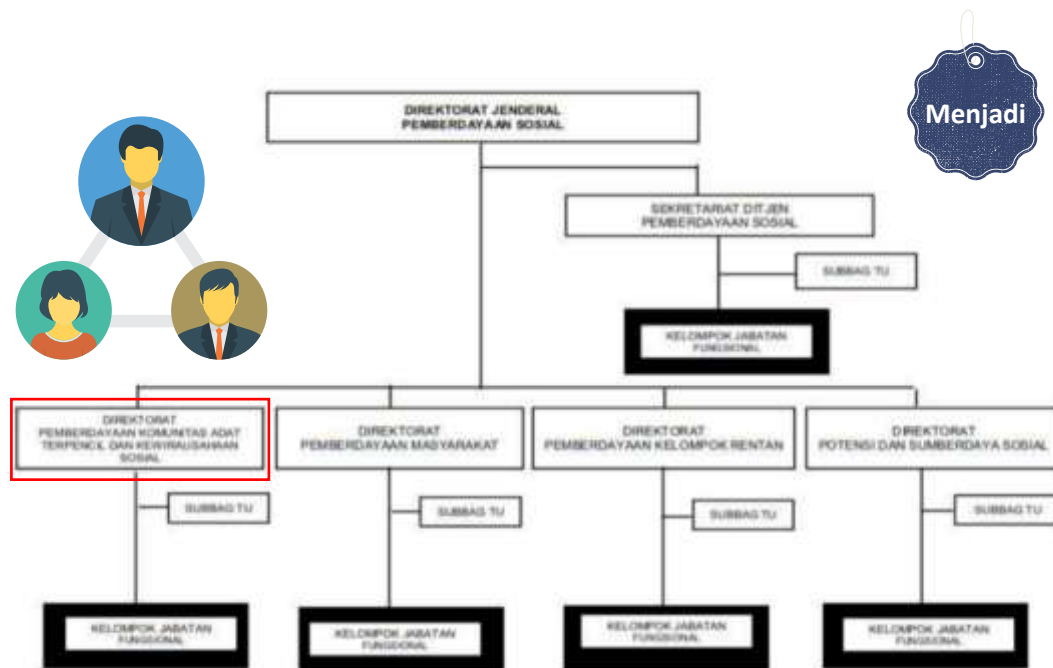 Menjadi
DIREKTORAT JENDERAL
PEMBERDAYAAN SOSIAL
SEKRETARIAT DITJEN
PEMBERDAYAAN SOSIAL
SUBBAG TU
KELOMPOK JABATAN
FUNGSIONAL
DIREKTORAT
PEMBERDAYAAN KOMUNITAS ADAT
TERPENCIL DAN KEWIRAUSAHAAN
SOSIAL
DIREKTORAT
PEMBERDAYAAN MASYARAKAT
DIREKTORAT
PEMBERDAYAAN KELOMPOK RENTAN
DIREKTORAT
POTENSI DAN SUMBERDAYA SOSIAL
SUBBAG TU
SUBBAG TU
SUBBAG TU
SUBBAG TU
KELOMPOK JABATAN
FUNGSIONAL
KELOMPOK JABATAN
FUNGSIONAL
KELOMPOK JABATAN
FUNGSIONAL
KELOMPOK JABATAN
FUNGSIONAL